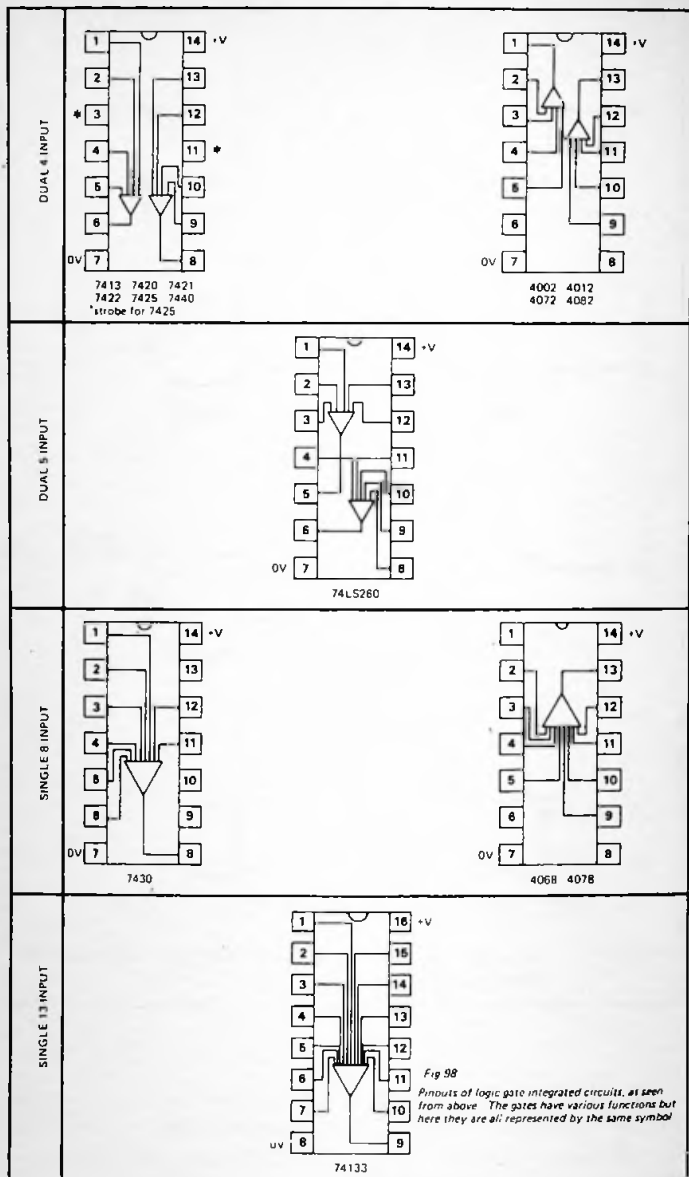 DUAL 4 INPUT
1 14 +V
2 13
* 3 12
4 11 *
5 10
6 9
0V 7 8
7413 7420 7421
7422 7425 7440
*strobe for 7425
1 14 +V
2 13
3 12
4 11
5 10
6 9
0V 7 8
4002 4012
4072 4082
DUAL 5 INPUT
1 14 +V
2 13
3 12
4 11
5 10
6 9
0V 7 8
74LS260
SINGLE 8 INPUT
1 14 +V
2 13
3 12
4 11
5 10
6 9
0V 7 8
7430
1 14 +V
2 13
3 12
4 11
5 10
6 9
0V 7 8
4068 4078
SINGLE 13 INPUT
1 16 +V
2 15
3 14
4 13
5 12
6 11
7 10
0V 8 9
74133
Fig 98
Pinouts of logic gate integrated circuits, as seen
from above The gates have various functions but
here they are all represented by the same symbol